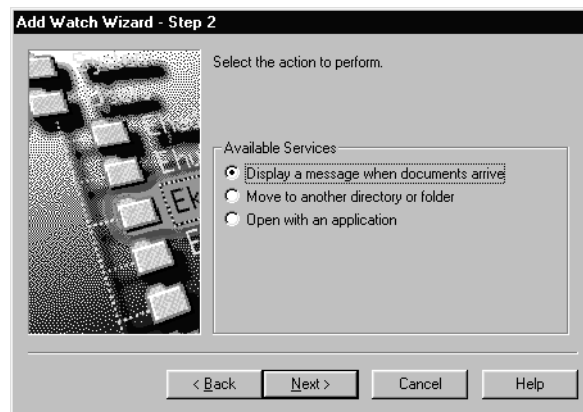 Add Watch Wizard - Step 2
Select the action to perform.
Available Services
Display a message when documents arrive
Move to another directory or folder
Open with an application
< Back
Next >
Cancel
Help